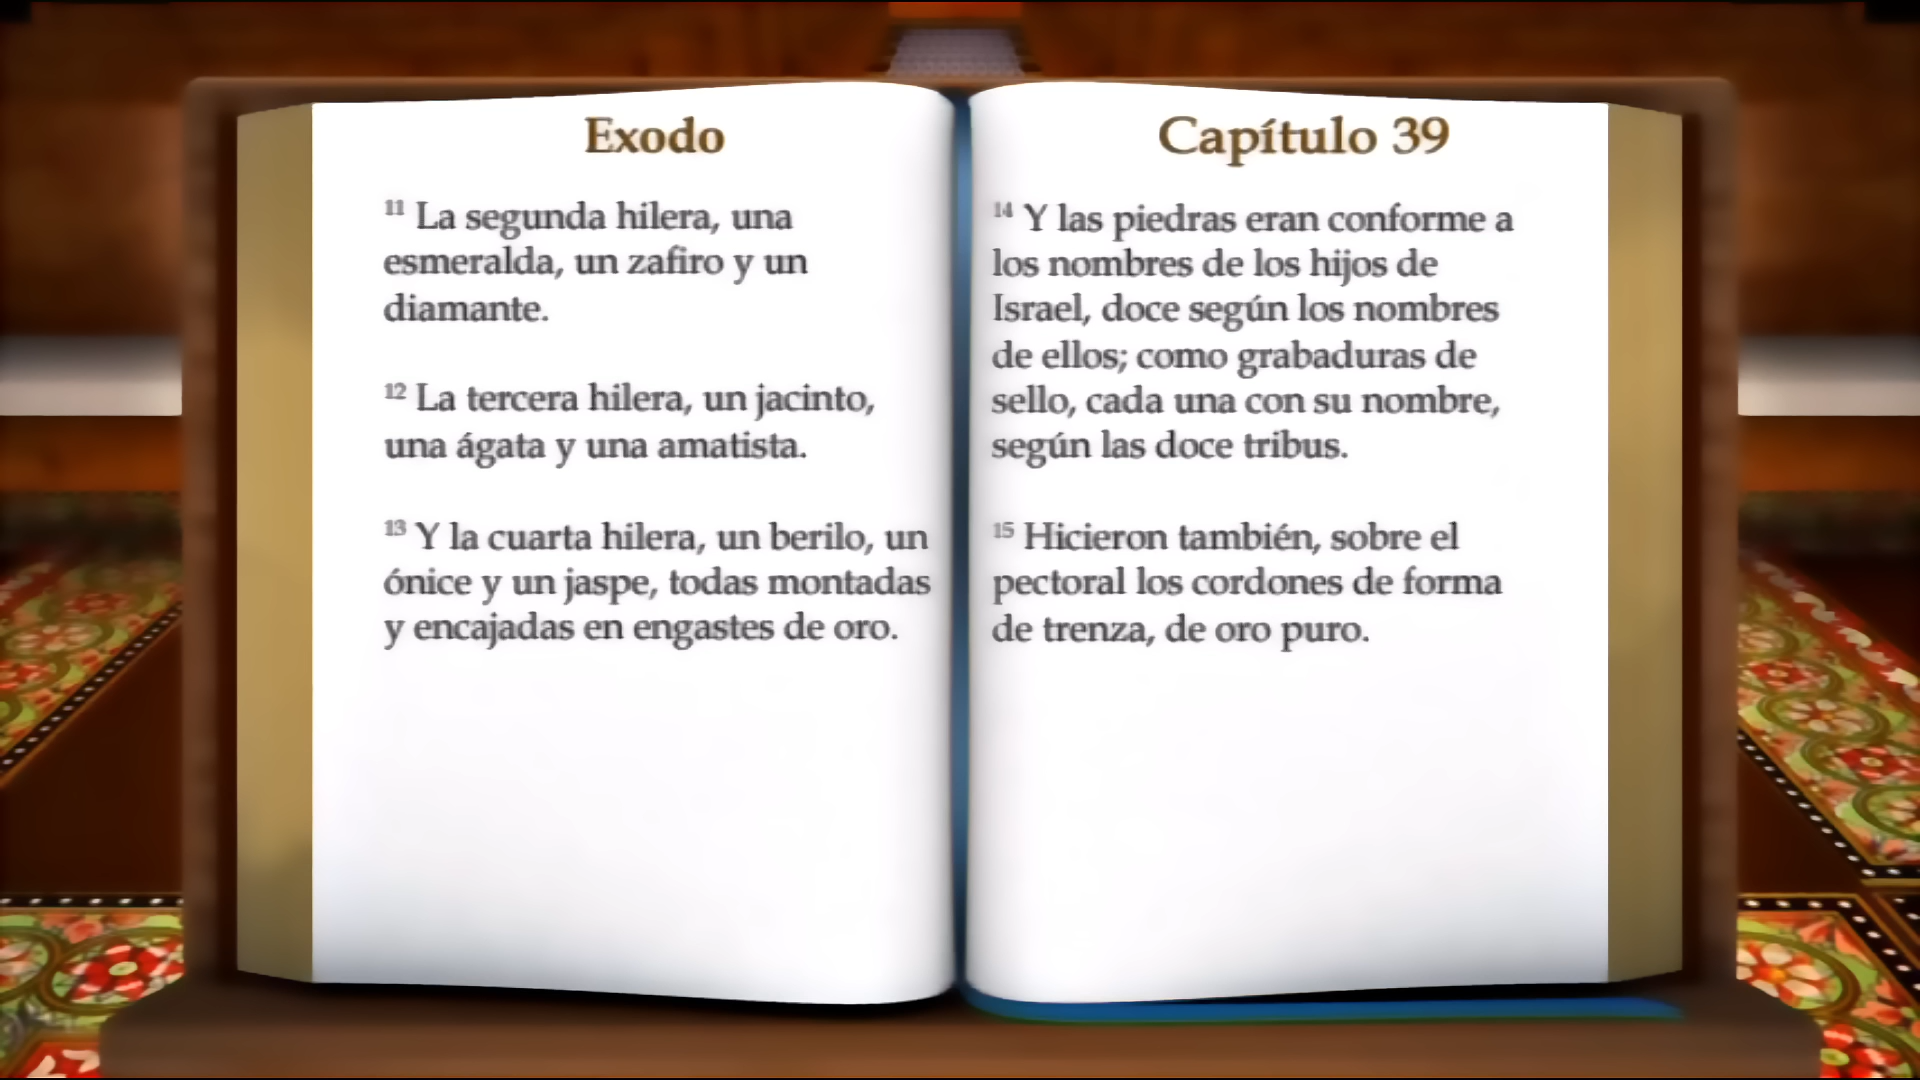 Exodo
11 La segunda hilera, una
esmeralda, un zafiro y un
diamante.
12 La tercera hilera, un jacinto,
una ágata y una amatista.
13 Y la cuarta hilera, un berilo, un
ónice y un jaspe, todas montadas
y encajadas en engastes de oro.
Capítulo 39
14 Y las piedras eran conforme a
los nombres de los hijos de
Israel, doce según los nombres
de ellos; como grabaduras de
sello, cada una con su nombre,
según las doce tribus.
15 Hicieron también, sobre el
pectoral los cordones de forma
de trenza, de oro puro.